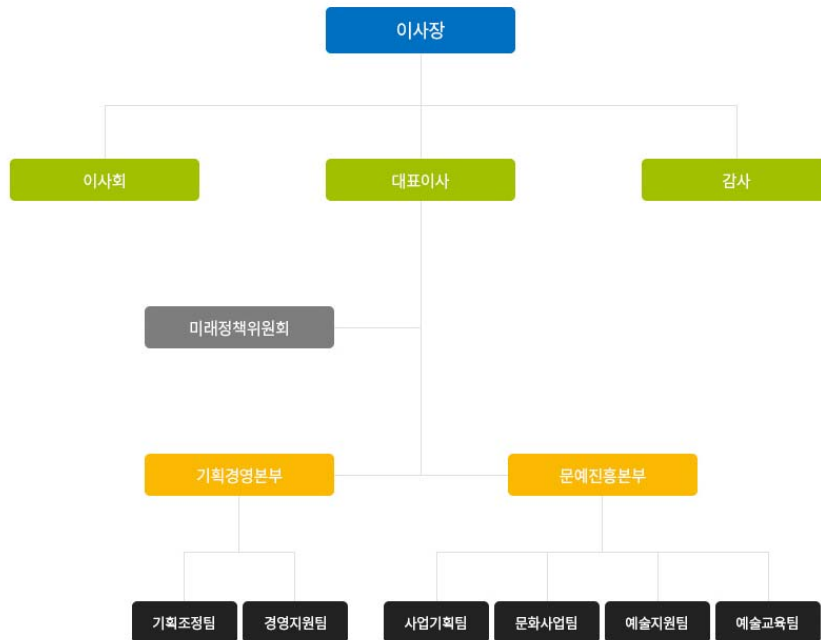 이사장
이사회
대표이사
감사
미래정책위원회
기획경영본부
문예진흥본부
기획조정팀
경영지원팀
사업기획팀
문화사업팀
예술지원팀
예술교육팀